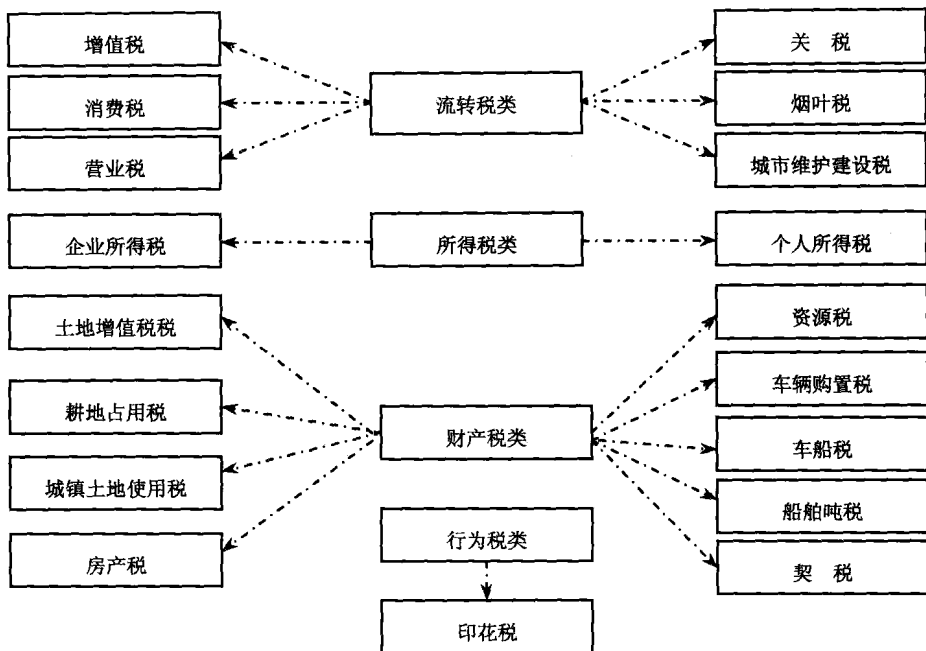 增值税
关 税
流转税类
消费税
烟叶税
营业税
城市维护建设税
企业所得税
所得税类
个人所得税
土地增值税税
资源税
车辆购置税
耕地占用税
财产税类
车船税
城镇土地使用税
船舶吨税
行为税类
房产税
契 税
印花税